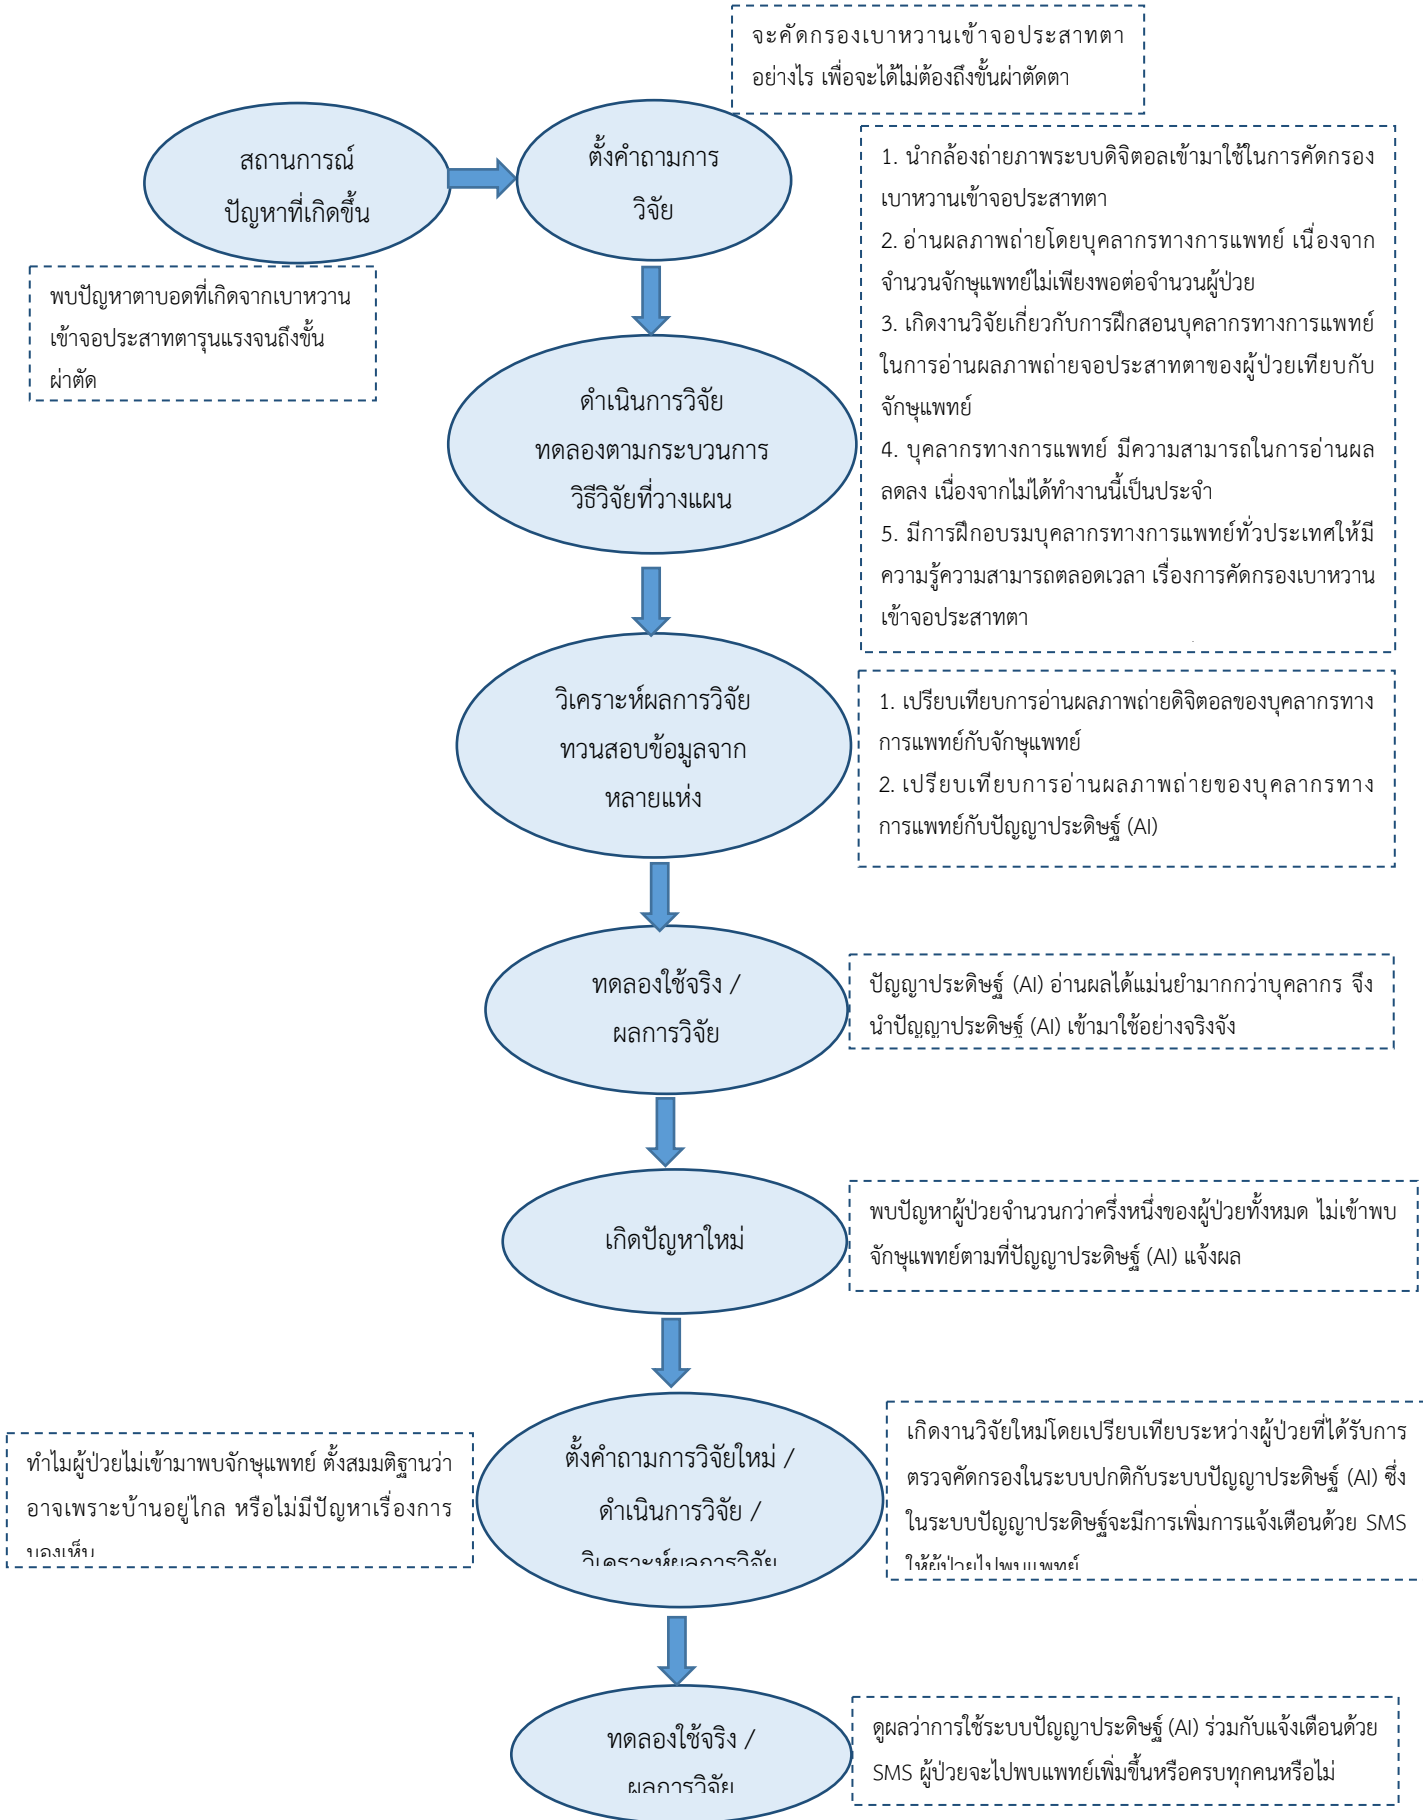 จะคัดกรองเบาหวานเข้าจอประสาทตา
อย่างไร เพื่อจะได้ไม่ต้องถึงขั้นผ่าตัดตา
สถานการณ์
ปัญหาที่เกิดขึ้น
ตั้งคำถามการ
วิจัย
พบปัญหาตาบอดที่เกิดจากเบาหวาน
เข้าจอประสาทตารุนแรงจนถึงขั้น
ผ่าตัด
1. นำกล้องถ่ายภาพระบบดิจิตอลเข้ามาใช้ในการคัดกรอง
เบาหวานเข้าจอประสาทตา
2. อ่านผลภาพถ่ายโดยบุคลากรทางการแพทย์ เนื่องจาก
จำนวนจักษุแพทย์ไม่เพียงพอต่อจำนวนผู้ป่วย
3. เกิดงานวิจัยเกี่ยวกับการฝึกสอนบุคลากรทางการแพทย์
ในการอ่านผลภาพถ่ายจอประสาทตาของผู้ป่วยเทียบกับ
จักษุแพทย์
4. บุคลากรทางการแพทย์ มีความสามารถในการอ่านผล
ลดลง เนื่องจากไม่ได้ทำงานนี้เป็นประจำ
5. มีการฝึกอบรมบุคลากรทางการแพทย์ทั่วประเทศให้มี
ความรู้ความสามารถตลอดเวลา เรื่องการคัดกรองเบาหวาน
เข้าจอประสาทตา
ดำเนินการวิจัย
ทดลองตามกระบวนการ
วิธีวิจัยที่วางแผน
วิเคราะห์ผลการวิจัย
ทวนสอบข้อมูลจาก
หลายแห่ง
1. เปรียบเทียบการอ่านผลภาพถ่ายดิจิตอลของบุคลากรทาง
การแพทย์กับจักษุแพทย์
2. เปรียบเทียบการอ่านผลภาพถ่ายของบุคลากรทาง
การแพทย์กับปัญญาประดิษฐ์ (AI)
ทดลองใช้จริง /
ผลการวิจัย
ปัญญาประดิษฐ์ (AI) อ่านผลได้แม่นยำมากกว่าบุคลากร จึง
นำปัญญาประดิษฐ์ (AI) เข้ามาใช้อย่างจริงจัง
เกิดปัญหาใหม่
พบปัญหาผู้ป่วยจำนวนกว่าครึ่งหนึ่งของผู้ป่วยทั้งหมด ไม่เข้าพบ
จักษุแพทย์ตามที่ปัญญาประดิษฐ์ (AI) แจ้งผล
ทำไมผู้ป่วยไม่เข้ามาพบจักษุแพทย์ ตั้งสมมติฐานว่า
อาจเพราะบ้านอยู่ไกล หรือไม่มีปัญหาเรื่องการ
มองเห็น
ตั้งคำถามการวิจัยใหม่ /
ดำเนินการวิจัย /
วิเคราะห์ผลการวิจัย
เกิดงานวิจัยใหม่โดยเปรียบเทียบระหว่างผู้ป่วยที่ได้รับการ
ตรวจคัดกรองในระบบปกติกับระบบปัญญาประดิษฐ์ (AI) ซึ่ง
ในระบบปัญญาประดิษฐ์จะมีการเพิ่มการแจ้งเตือนด้วย SMS
ให้ผู้ป่วยไปพบแพทย์
ทดลองใช้จริง /
ผลการวิจัย
ดูผลว่าการใช้ระบบปัญญาประดิษฐ์ (AI) ร่วมกับแจ้งเตือนด้วย
SMS ผู้ป่วยจะไปพบแพทย์เพิ่มขึ้นหรือครบทุกคนหรือไม่